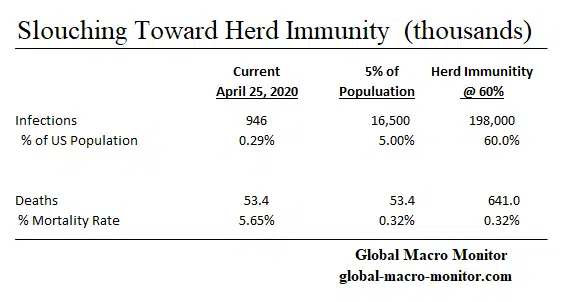 Slouching Toward Herd Immunity (thousands)
Current 5% of Herd Immunitity
April 25, 2020 Populuation @ 60%
Infections 946 16,500 198,000
% of US Population 0.29% 5.00% 60.0%
Deaths 53.4 53.4 641.0
% Mortality Rate 5.65% 0.32% 0.32%
Global Macro Monitor
global-macro-monitor.com